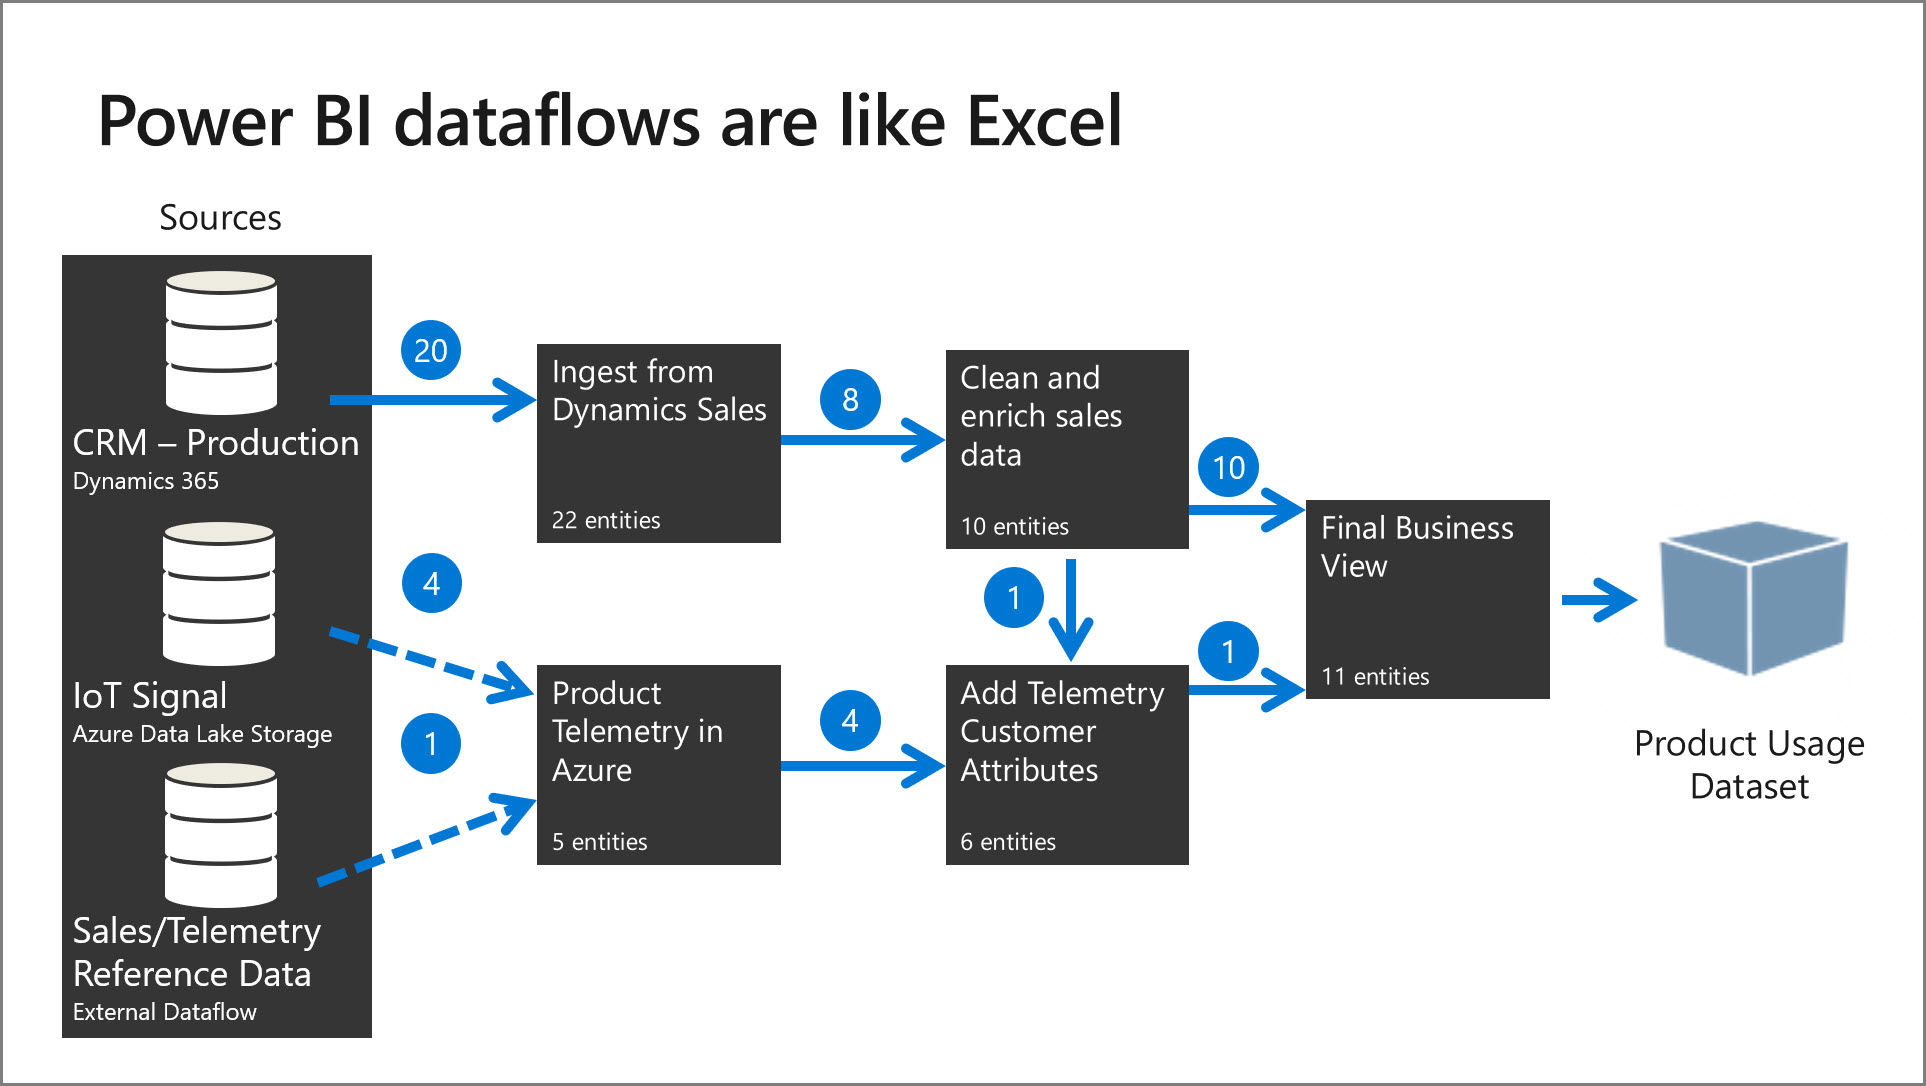 Power BI dataflows are like Excel
Sources
CRM – Production
Dynamics 365
IoT Signal
Azure Data Lake Storage
Sales/Telemetry
Reference Data
External Dataflow
20
4
1
Ingest from
Dynamics Sales
22 entities
Product
Telemetry in
Azure
5 entities
8
4
Clean and
enrich sales
data
10 entities
1
Add Telemetry
Customer
Attributes
6 entities
10
1
Final Business
View
11 entities
Product Usage
Dataset